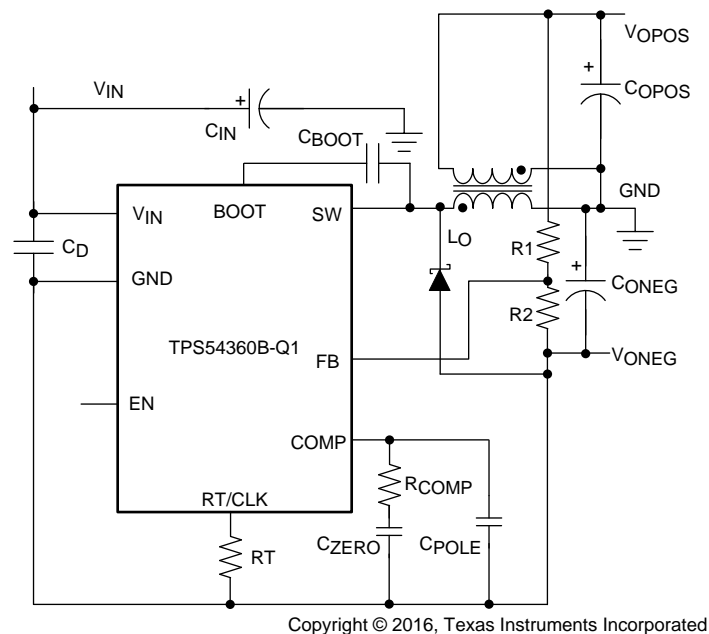 VOPOS
VIN
COPOS
CIN
CBOOT
GND
BOOT
SW
VIN
LO
R1
CD
GND
CONEG
R2
TPS54360B-Q1
FB
VONEG
EN
COMP
RCOMP
RT/CLK
CZERO
CPOLE
RT
Copyright © 2016, Texas Instruments Incorporated